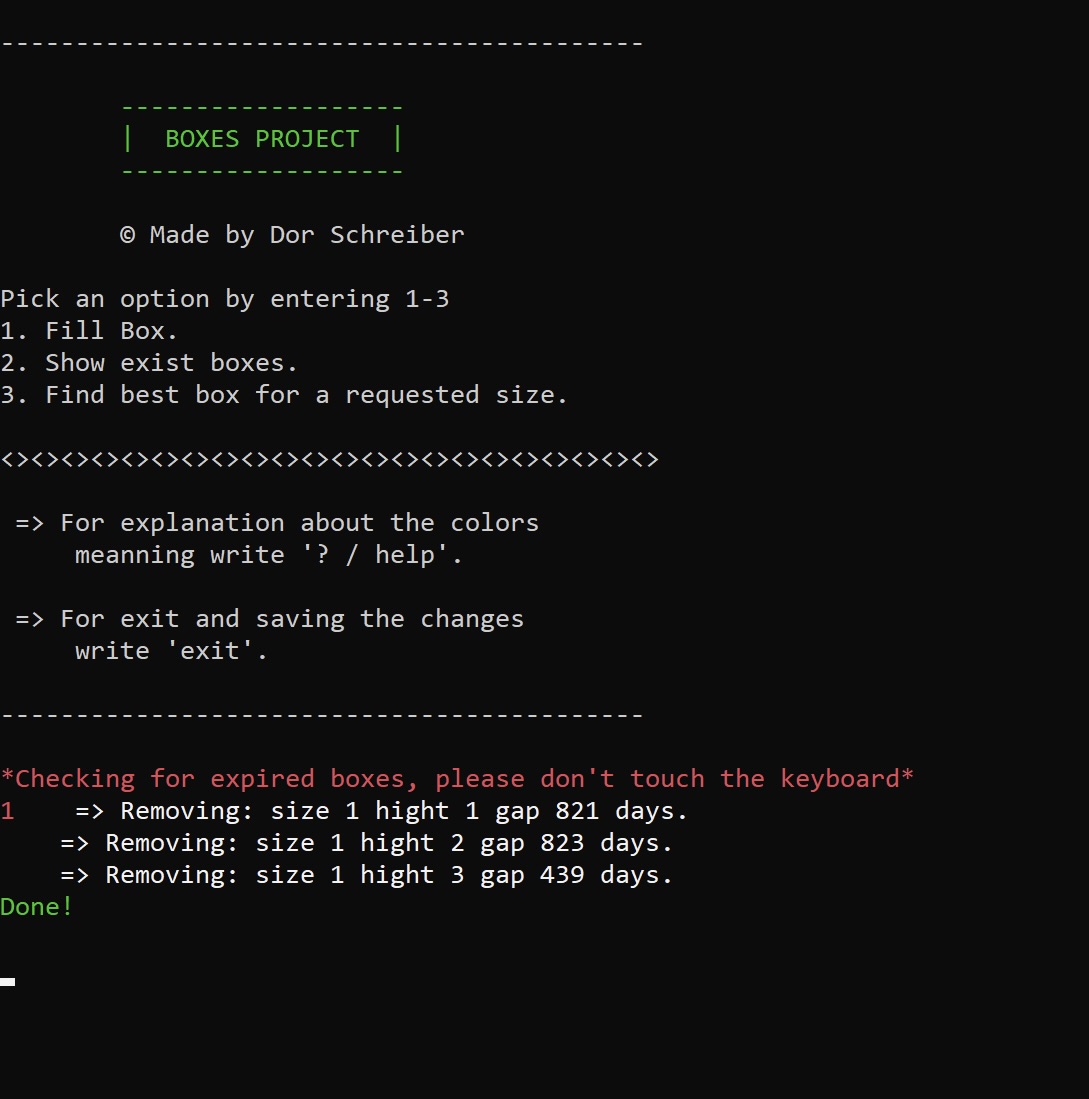 -------------------------------------------
-------------------
|  BOXES PROJECT  |
-------------------
© Made by Dor Schreiber
Pick an option by entering 1-3
1. Fill Box.
2. Show exist boxes.
3. Find best box for a requested size.
<><><><><><><><><><><><><><><><><><><><><><>
=> For explanation about the colors
meanning write '? / help'.
=> For exit and saving the changes
write 'exit'.
-------------------------------------------
*Checking for expired boxes, please don't touch the keyboard*
1    => Removing: size 1 hight 1 gap 821 days.
=> Removing: size 1 hight 2 gap 823 days.
=> Removing: size 1 hight 3 gap 439 days.
Done!